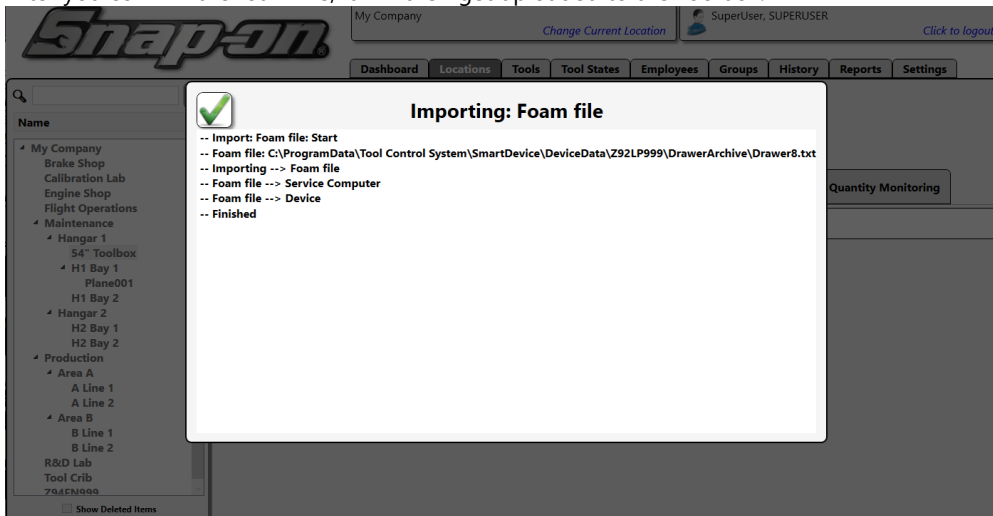 Snap-on
My Company
Change Current Location
SuperUser, SUPERUSER
Click to logout
Dashboard
Locations
Tools
Tool States
Employees
Groups
History
Reports
Settings
Name
My Company
Brake Shop
Calibration Lab
Engine Shop
Flight Operations
Maintenance
Hangar 1
54" Toolbox
H1 Bay 1
Plane001
H1 Bay 2
Hangar 2
H2 Bay 1
H2 Bay 2
Production
Area A
A Line 1
A Line 2
Area B
B Line 1
B Line 2
R&D Lab
Tool Crib
Z94EN999
Show Deleted Items
Importing: Foam file
-- Import: Foam file: Start
-- Foam file: C:\ProgramData\Tool Control System\SmartDevice\DeviceData\Z92LP999\DrawerArchive\Drawer8.txt
-- Importing --> Foam file
-- Foam file --> Service Computer
-- Foam file --> Device
-- Finished
Quantity Monitoring